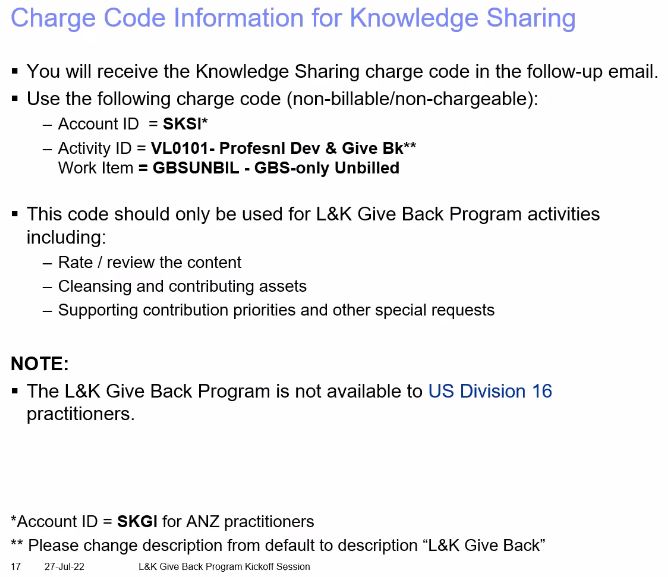 Charge Code Information for Knowledge Sharing
▪ You will receive the Knowledge Sharing charge code in the follow-up email.
▪ Use the following charge code (non-billable/non-chargeable):
– Account ID = SKSI*
– Activity ID = VL0101- Profesnl Dev & Give Bk**
Work Item = GBSUNBIL - GBS-only Unbilled
▪ This code should only be used for L&K Give Back Program activities
including:
– Rate / review the content
– Cleansing and contributing assets
– Supporting contribution priorities and other special requests
NOTE:
▪ The L&K Give Back Program is not available to US Division 16
practitioners.
*Account ID = SKGI for ANZ practitioners
** Please change description from default to description “L&K Give Back”
17 27-Jul-22 L&K Give Back Program Kickoff Session